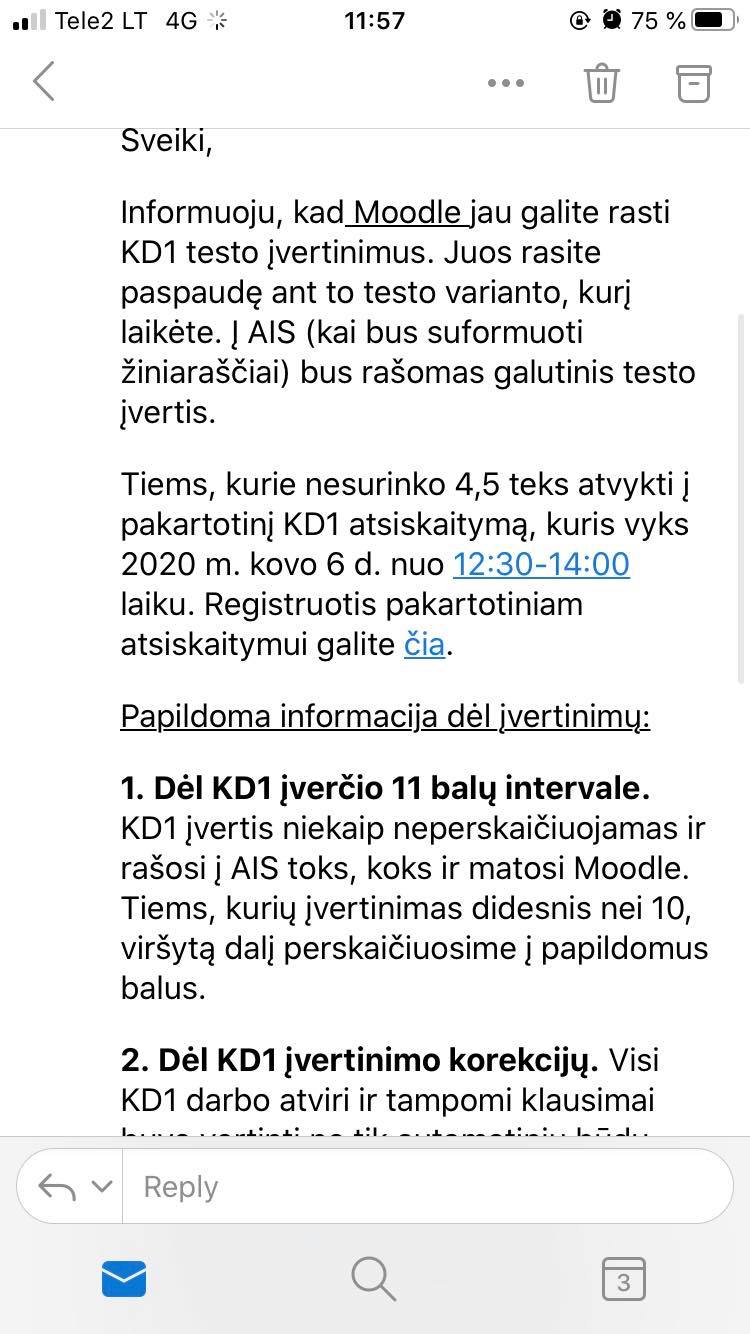 Tele2 LT 4G 11:57 75 %
Sveiki,
Informuoju, kad Moodle jau galite rasti
KD1 testo įvertinimus. Juos rasite
paspaudę ant to testo varianto, kurį
laikėte. Į AIS (kai bus suformuoti
žiniaraščiai) bus rašomas galutinis testo
įvertis.
Tiems, kurie nesurinko 4,5 teks atvykti į
pakartotinį KD1 atsiskaitymą, kuris vyks
2020 m. kovo 6 d. nuo 12:30-14:00
laiku. Registruotis pakartotiniam
atsiskaitymui galite čia.
Papildoma informacija dėl įvertinimų:
1. Dėl KD1 įverčio 11 balų intervale.
KD1 įvertis niekaip neperskaičiuojamas ir
rašosi į AIS toks, koks ir matosi Moodle.
Tiems, kurių įvertinimas didesnis nei 10,
viršytą dalį perskaičiuosime į papildomus
balus.
2. Dėl KD1 įvertinimo korekcijų. Visi
KD1 darbo atviri ir tampomi klausimai
Reply
3